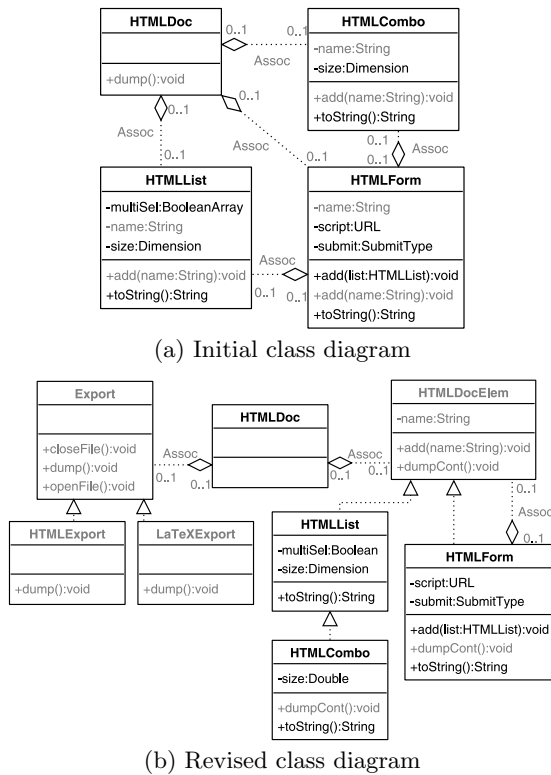 HTMLDoc
+dump():void
0..1
0..1
Assoc
HTMLCombo
-name:String
-size:Dimension
+add(name:String):void
+toString():String
0..1
0..1
Assoc
Assoc
0..1
0..1
0..1
0..1
HTMLList
-multiSel:BooleanArray
-name:String
-size:Dimension
+add(name:String):void
+toString():String
Assoc
0..1
0..1
HTMLForm
-name:String
-script:URL
-submit:SubmitType
+add(list:HTMLList):void
+add(name:String):void
+toString():String
(a) Initial class diagram
Export
+closeFile():void
+dump():void
+openFile():void
Assoc
0..1
0..1
HTMLDoc
Assoc
0..1
0..1
HTMLDocElem
-name:String
+add(name:String):void
+dumpCont():void
0..1
Assoc
0..1
HTMLExport
+dump():void
LaTeXExport
+dump():void
HTMLList
-multiSel:Boolean
-size:Dimension
+toString():String
HTMLForm
-script:URL
-submit:SubmitType
+add(list:HTMLList):void
+dumpCont():void
+toString():String
HTMLCombo
-size:Double
+dumpCont():void
+toString():String
(b) Revised class diagram